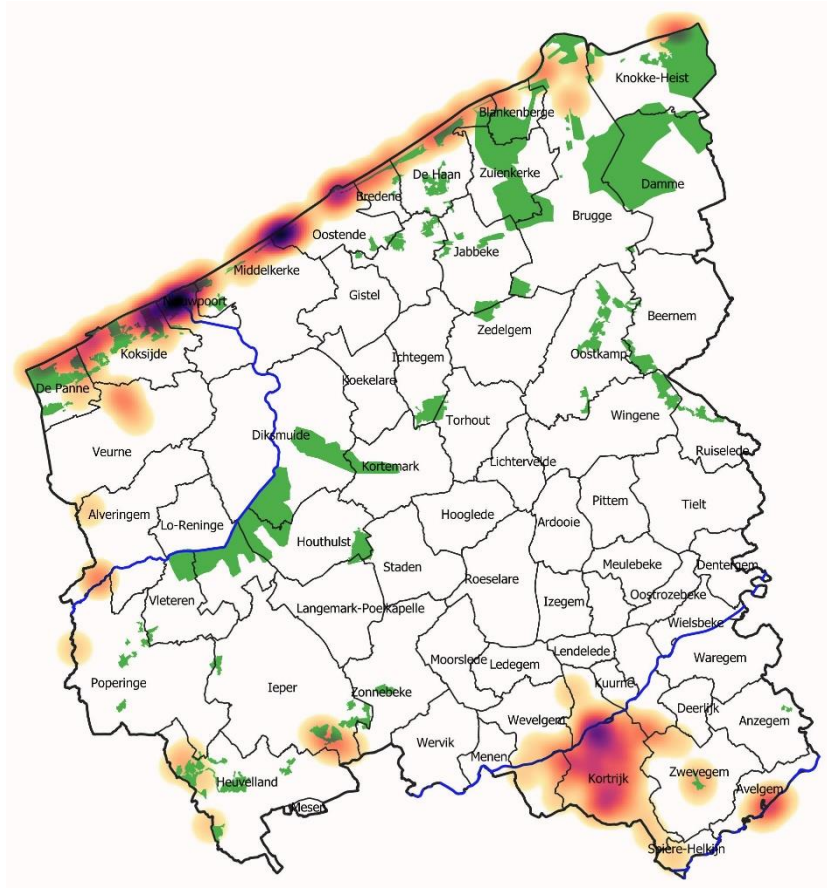 Knokke-Heist
Blankenberge
De Haan
Zuienkerke
Damme
Bredene
Brugge
Oostende
Jabbeke
Middelkerke
Gistel
Nieuwpoort
Beernem
Zedelgem
Koksijde
Ichtegem
Oostkamp
De Panne
Koekelare
Torhout
Wingene
Diksmuide
Veurne
Ruiselede
Kortemark
Lichtervelde
Pittem
Tielt
Alveringem
Lo-Reninge
Hooglede
Ardooie
Houthulst
Staden
Meulebeke
Dentergem
Roeselare
Vleteren
Izegem
Oostrozebeke
Langemark-Poelkapelle
Wielsbeke
Lendelede
Waregem
Moorslede
Ledegem
Poperinge
Ieper
Zonnebeke
Kuurne
Deerlijk
Wevelgem
Anzegem
Wervik
Menen
Zwevegem
Kortrijk
Heuvelland
Avelgem
Mesen
Spiere-Helkijn